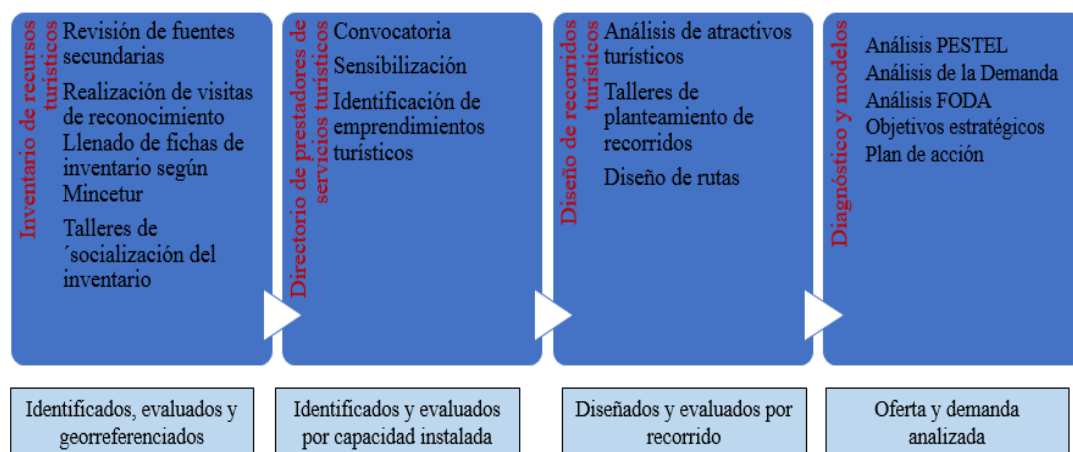 Inventario de recursos
turísticos
Revisión de fuentes
secundarias
Realización de visitas
de reconocimiento
Llenado de fichas de
inventario según
Mincetur
Talleres de
´socialización del
inventario
Directorio de prestadores de
servicios turísticos
Convocatoria
Sensibilización
Identificación de
emprendimientos
turísticos
Diseño de recorridos
turísticos
Análisis de atractivos
turísticos
Talleres de
planteamiento de
recorridos
Diseño de rutas
Diagnóstico y modelos
Análisis PESTEL
Análisis de la Demanda
Análisis FODA
Objetivos estratégicos
Plan de acción
Identificados, evaluados y
georreferenciados
Identificados y evaluados
por capacidad instalada
Diseñados y evaluados por
recorrido
Oferta y demanda
analizada